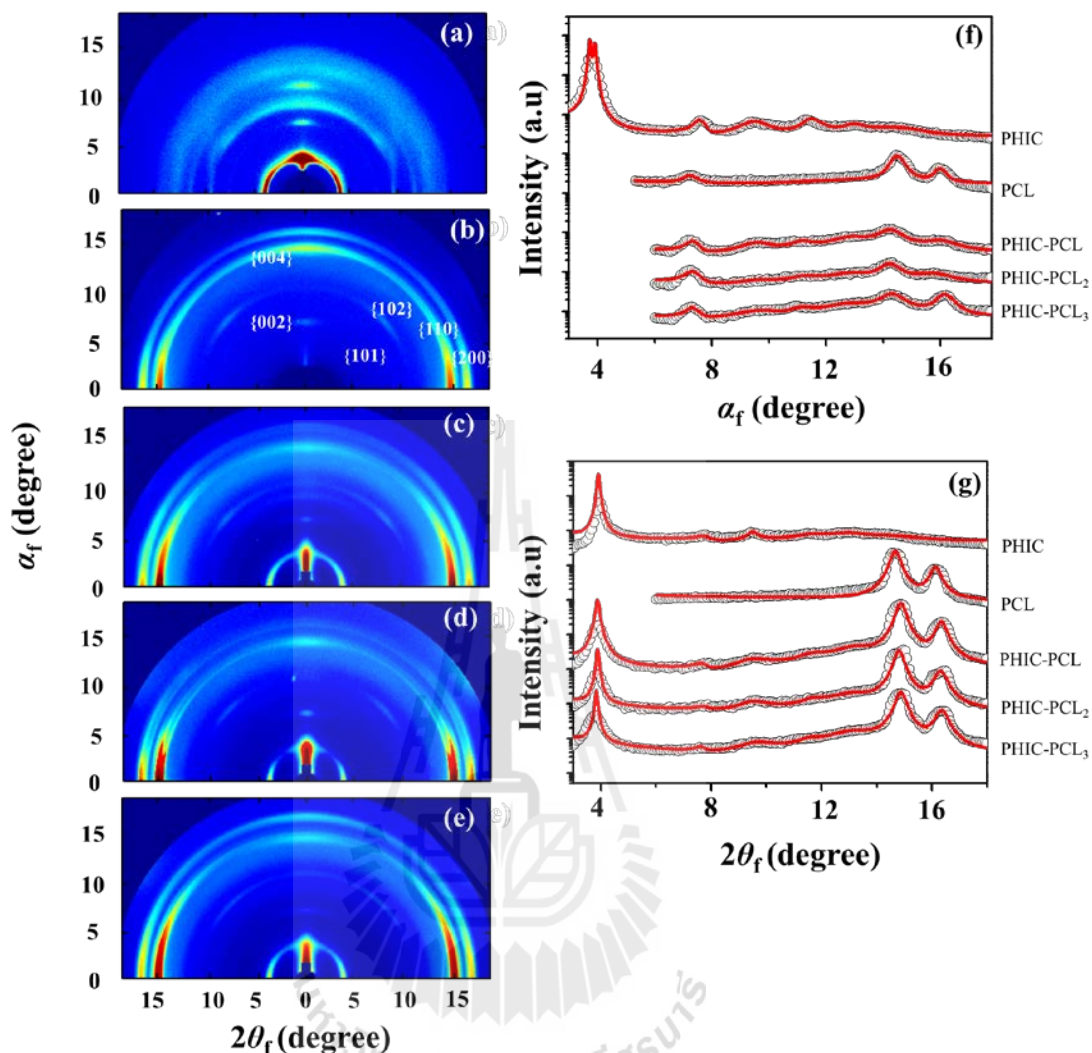 (a)
15
10
5
0
(b)
15
10
5
0
{004}
{102}
{002}
{110}
{101}
{200}
(c)
15
10
5
0
(d)
15
10
5
0
(e)
15
10
5
0
15 10 5 0 5 10 15
2θf (degree)
αf (degree)
(f)
Intensity (a.u)
PHIC
PCL
PHIC-PCL
PHIC-PCL2
PHIC-PCL3
4 8 12 16
αf (degree)
(g)
Intensity (a.u)
PHIC
PCL
PHIC-PCL
PHIC-PCL2
PHIC-PCL3
4 8 12 16
2θf (degree)